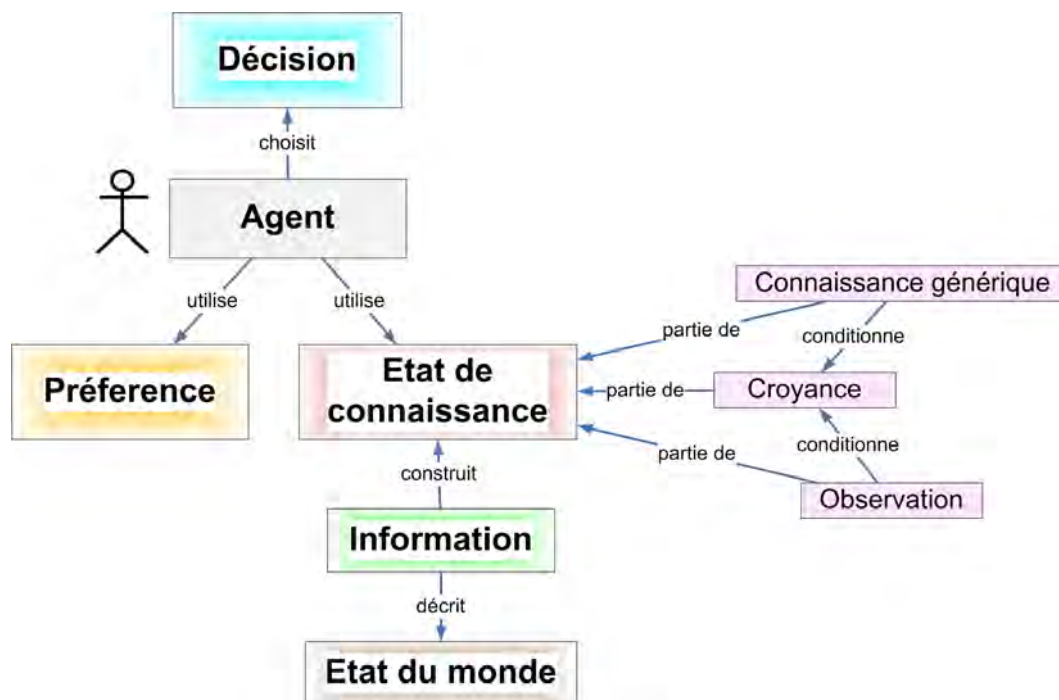 Décision
choisit
Agent
utilise
utilise
Connaissance générique
partie de
conditionne
Préference
Etat de
connaissance
partie de
Croyance
conditionne
partie de
construit
Observation
Information
décrit
Etat du monde